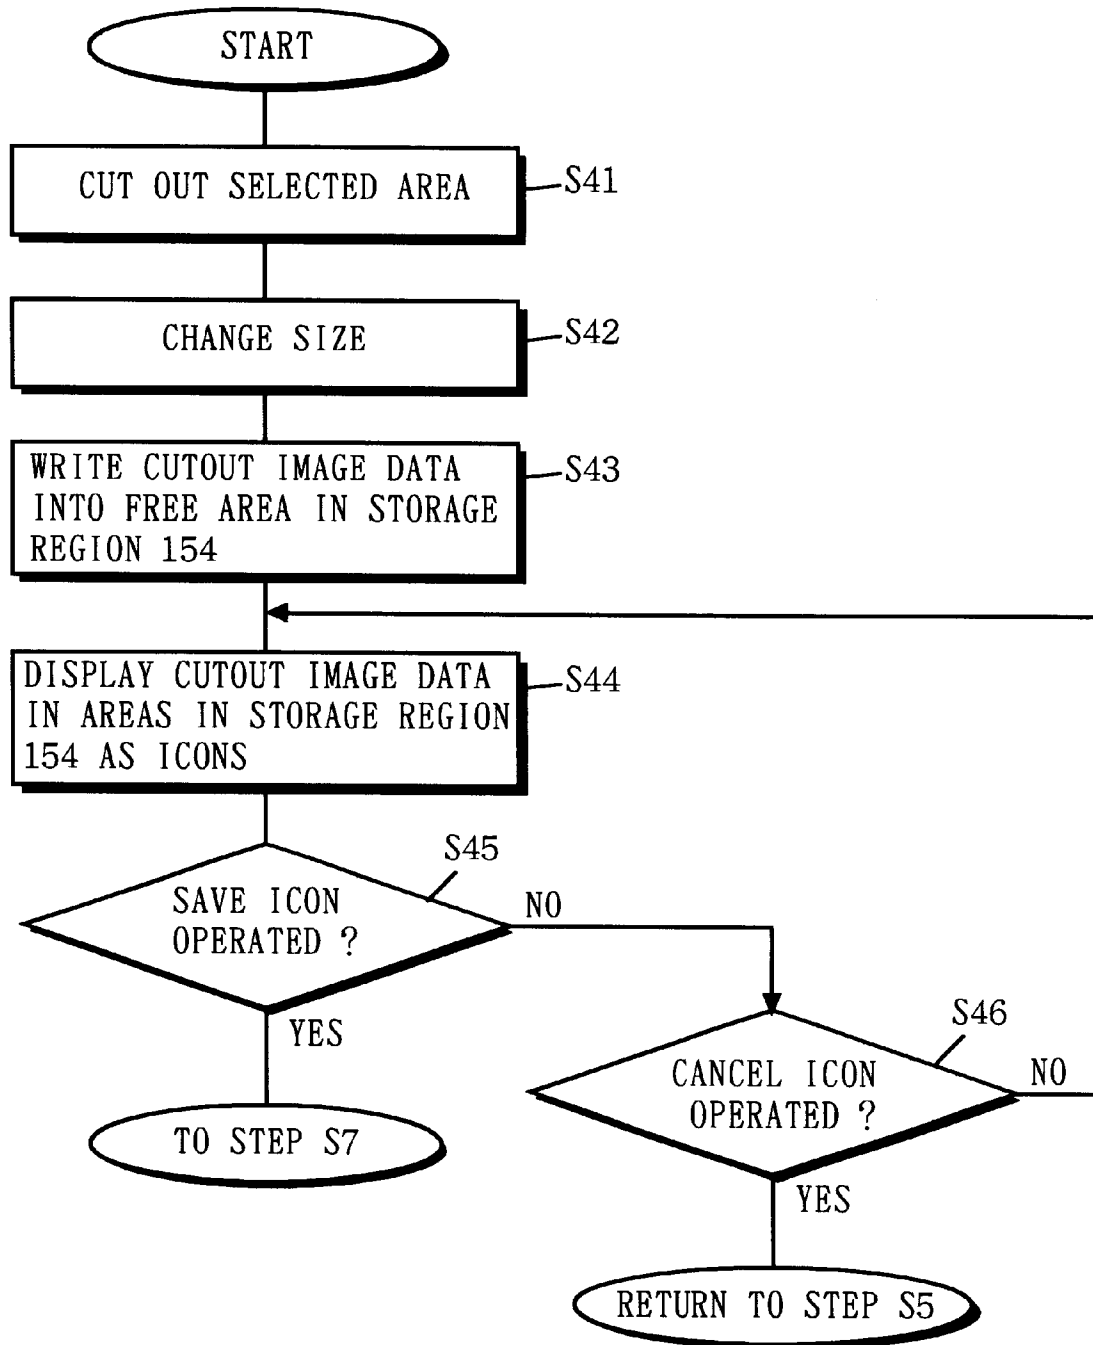 START
CUT OUT SELECTED AREA
S41
CHANGE SIZE
S42
WRITE CUTOUT IMAGE DATA
INTO FREE AREA IN STORAGE
REGION 154
S43
DISPLAY CUTOUT IMAGE DATA
IN AREAS IN STORAGE REGION
154 AS ICONS
S44
S45
SAVE ICON
OPERATED ?
NO
YES
TO STEP S7
S46
CANCEL ICON
OPERATED ?
NO
YES
RETURN TO STEP S5